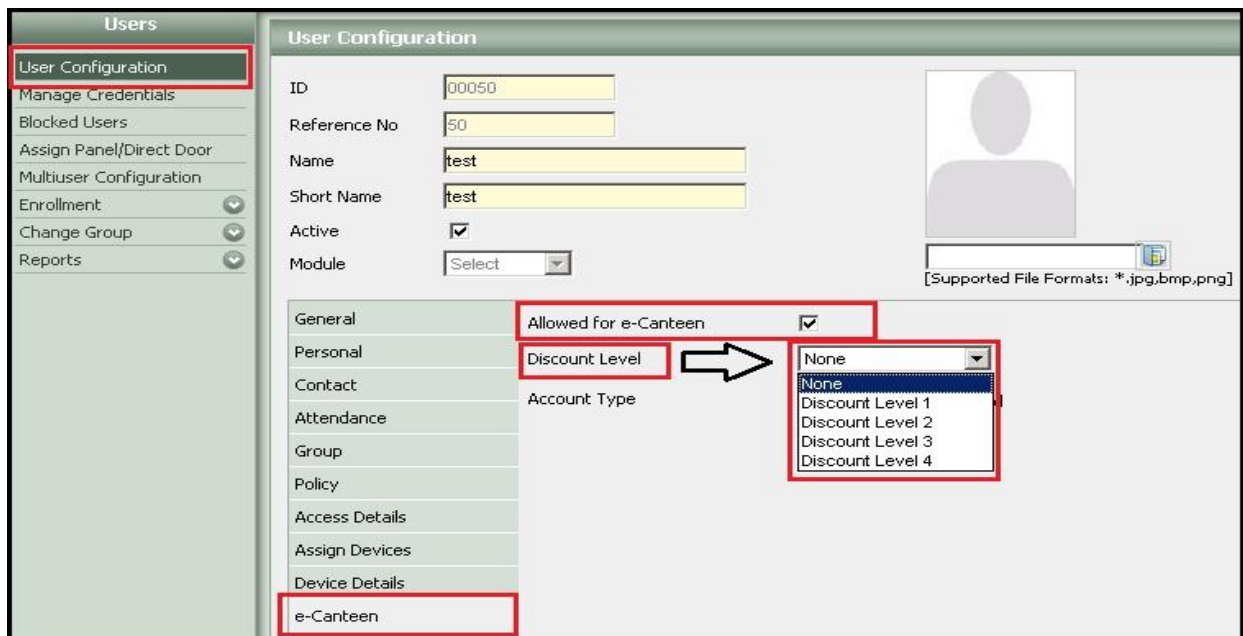 Users
User Configuration
Manage Credentials
Blocked Users
Assign Panel/Direct Door
Multiuser Configuration
Enrollment
Change Group
Reports
User Configuration
ID 00050
Reference No 50
Name test
Short Name test
Active
Module Select
[Supported File Formats: *.jpg,bmp,png]
General
Personal
Contact
Attendance
Group
Policy
Access Details
Assign Devices
Device Details
e-Canteen
Allowed for e-Canteen
Discount Level None
None
Discount Level 1
Discount Level 2
Discount Level 3
Discount Level 4
Account Type